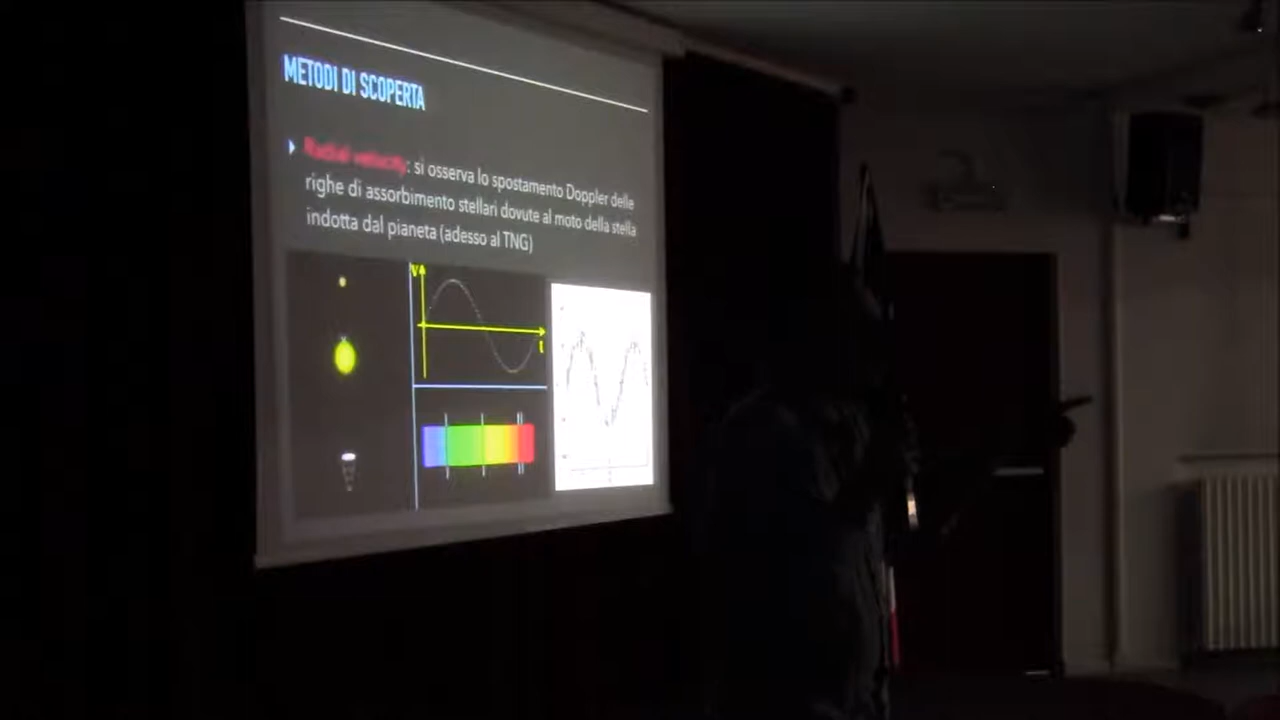 METODI DI SCOPERTA
Radial velocity: si osserva lo spostamento Doppler delle
righe di assorbimento stellari dovute al moto della stella
indotta dal pianeta (adesso al TNG)
V
t